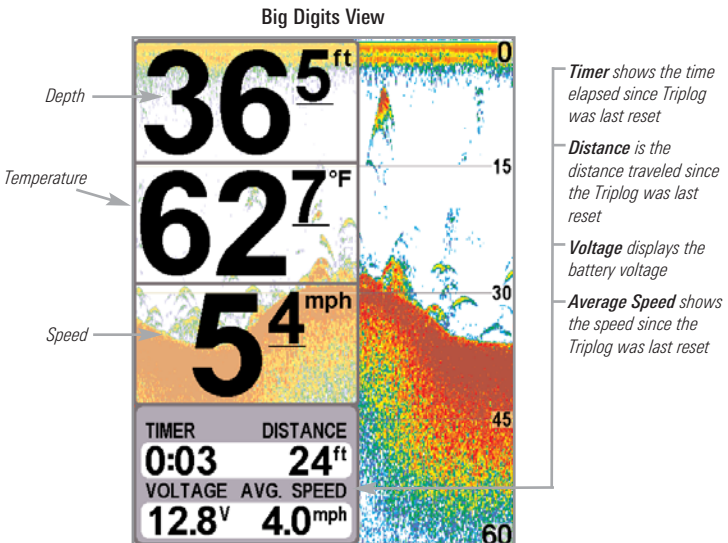 Big Digits View
Depth
36 5 ft
0
Timer shows the time
elapsed since Triplog
was last reset
Distance is the
distance traveled since
the Triplog was last
reset
Voltage displays the
battery voltage
Average Speed shows
the speed since the
Triplog was last reset
15
Temperature
62 7 °F
30
Speed
5 4 mph
45
TIMER DISTANCE
0:03 24 ft
VOLTAGE AVG. SPEED
12.8 V 4.0 mph
60